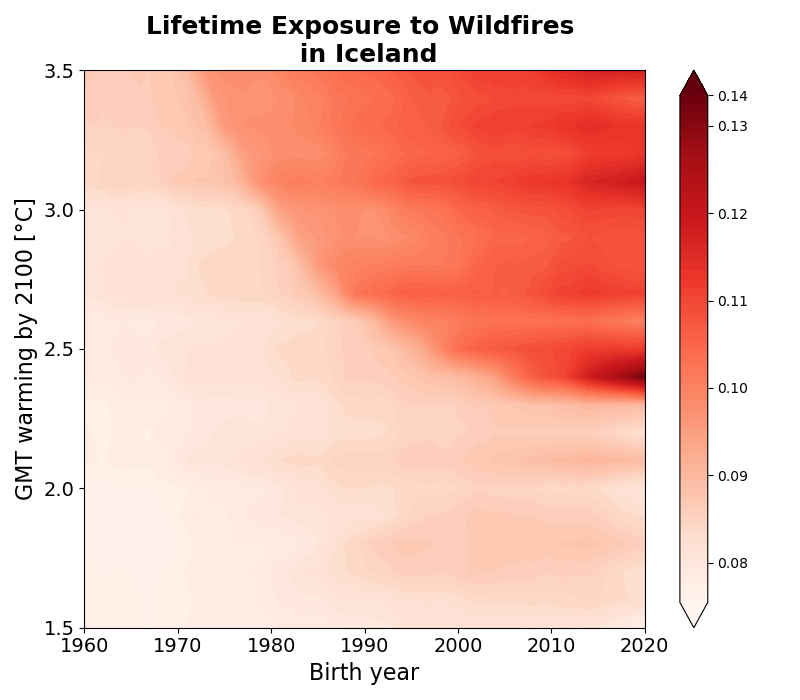 Lifetime Exposure to Wildfires
in Iceland
GMT warming by 2100 [°C]
3.5
3.0
2.5
2.0
1.5
1960 1970 1980 1990 2000 2010 2020
Birth year
0.14
0.13
0.12
0.11
0.10
0.09
0.08